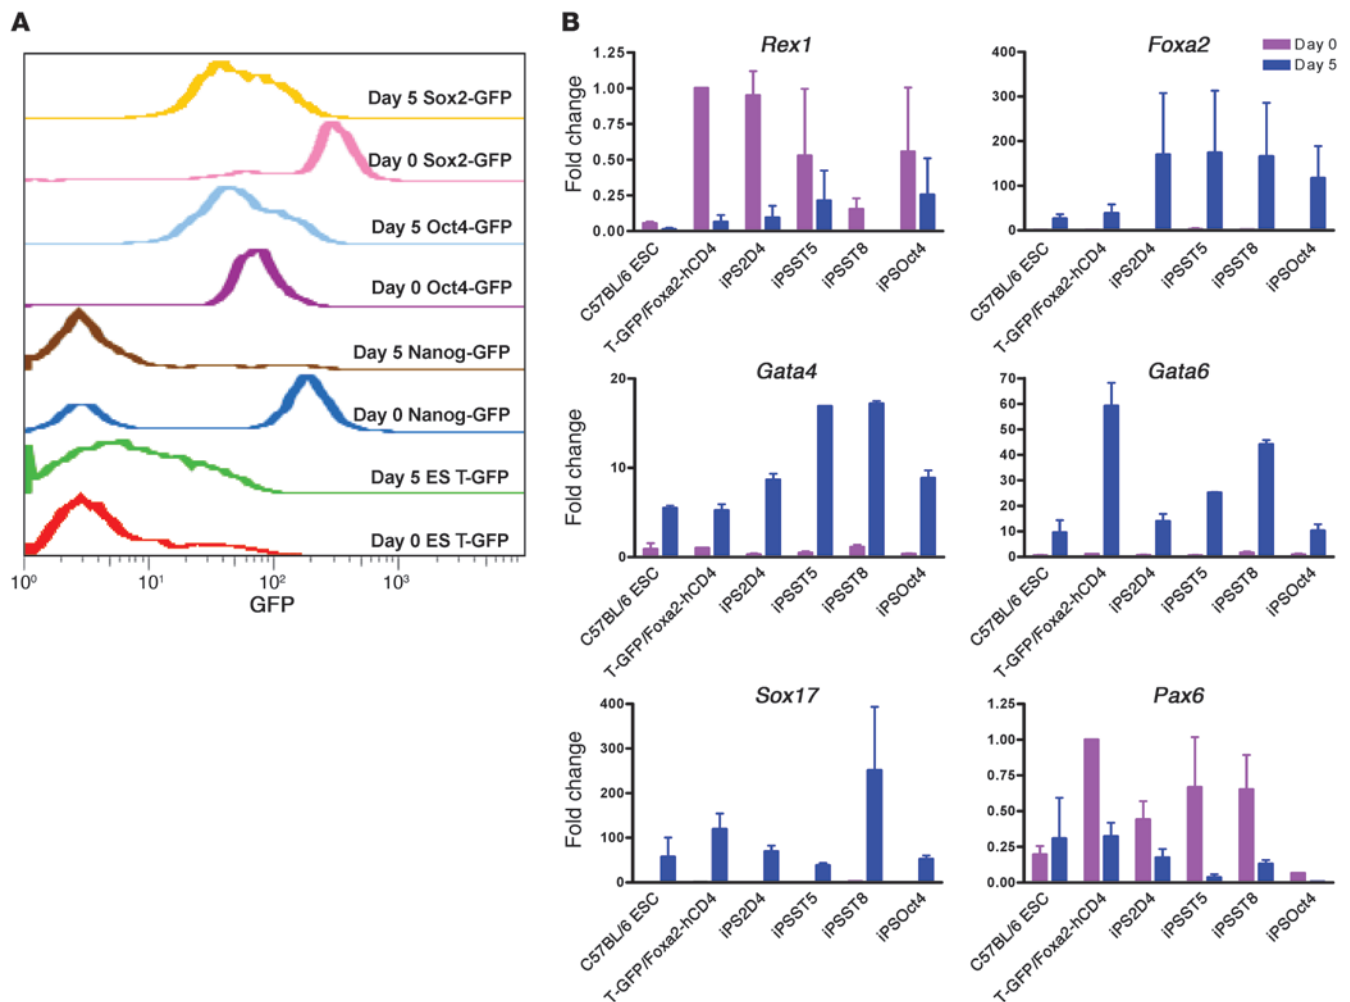 A
Day 5 Sox2-GFP
Day 0 Sox2-GFP
Day 5 Oct4-GFP
Day 0 Oct4-GFP
Day 5 Nanog-GFP
Day 0 Nanog-GFP
Day 5 ES T-GFP
Day 0 ES T-GFP
10⁰ 10¹ 10² 10³
GFP
B
Day 0
Day 5
Rex1
Fold change
1.25
1.00
0.75
0.50
0.25
0.00
C57BL/6 ESC
T-GFP/Foxa2-hCD4
iPS2D4
iPSST5
iPSST8
iPSOct4
Foxa2
400
300
200
100
0
C57BL/6 ESC
T-GFP/Foxa2-hCD4
iPS2D4
iPSST5
iPSST8
iPSOct4
Gata4
Fold change
20
10
0
C57BL/6 ESC
T-GFP/Foxa2-hCD4
iPS2D4
iPSST5
iPSST8
iPSOct4
Gata6
70
60
50
40
30
20
10
0
C57BL/6 ESC
T-GFP/Foxa2-hCD4
iPS2D4
iPSST5
iPSST8
iPSOct4
Sox17
Fold change
400
300
200
100
0
C57BL/6 ESC
T-GFP/Foxa2-hCD4
iPS2D4
iPSST5
iPSST8
iPSOct4
Pax6
1.25
1.00
0.75
0.50
0.25
0.00
C57BL/6 ESC
T-GFP/Foxa2-hCD4
iPS2D4
iPSST5
iPSST8
iPSOct4